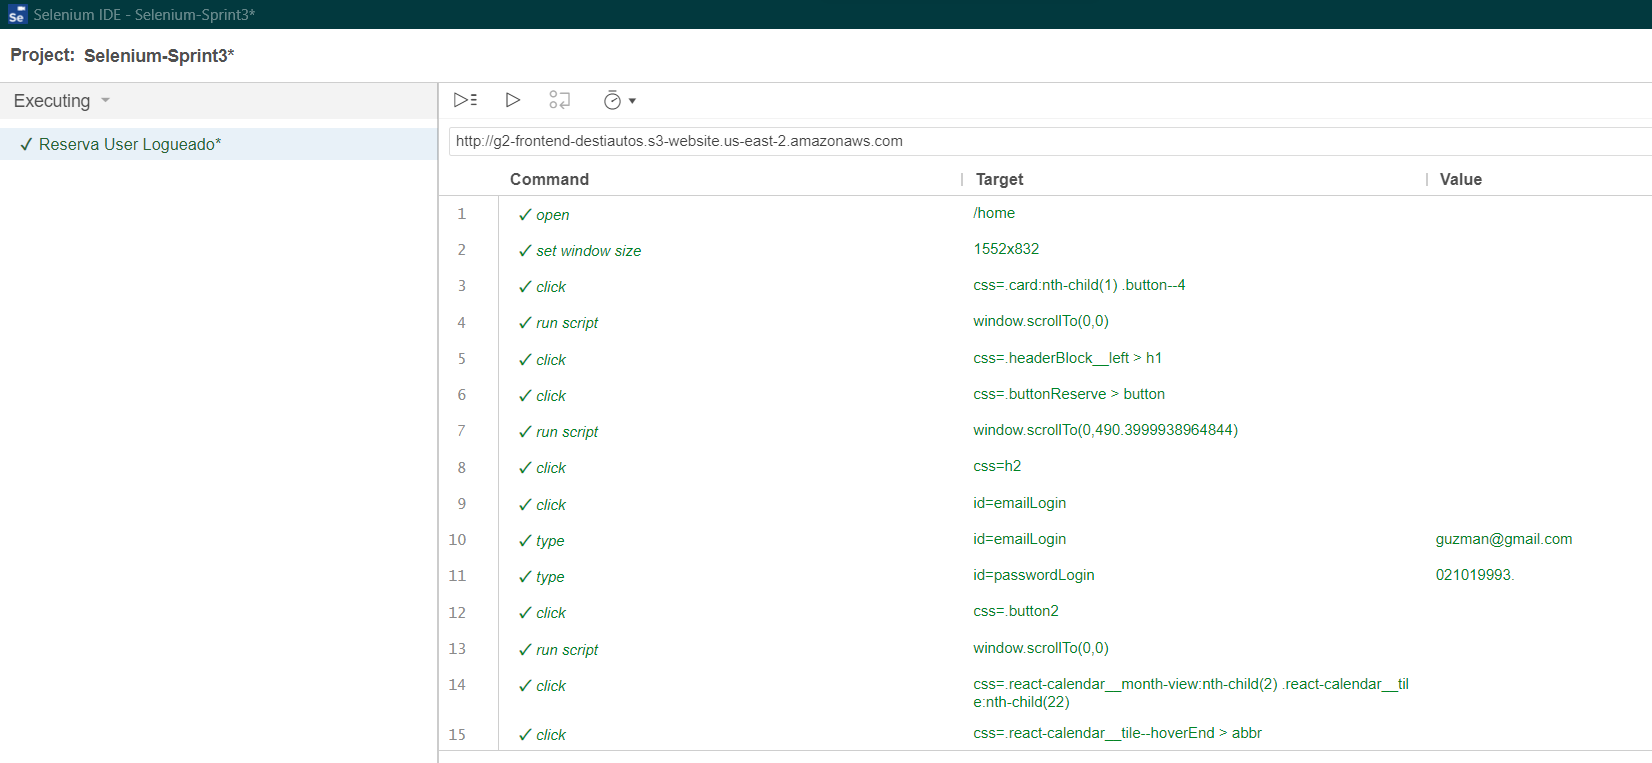 Selenium IDE - Selenium-Sprint3*
Project: Selenium-Sprint3*
Executing
Reserva User Logueado*
http://g2-frontend-destiautos.s3-website.us-east-2.amazonaws.com
Command Target Value
1 open /home
2 set window size 1552x832
3 click css=.card:nth-child(1) .button--4
4 run script window.scrollTo(0,0)
5 click css=.headerBlock__left > h1
6 click css=.buttonReserve > button
7 run script window.scrollTo(0,490.3999938964844)
8 click css=h2
9 click id=emailLogin
10 type id=emailLogin guzman@gmail.com
11 type id=passwordLogin 021019993.
12 click css=.button2
13 run script window.scrollTo(0,0)
14 click css=.react-calendar__month-view:nth-child(2) .react-calendar__til
e:nth-child(22)
15 click css=.react-calendar__tile--hoverEnd > abbr